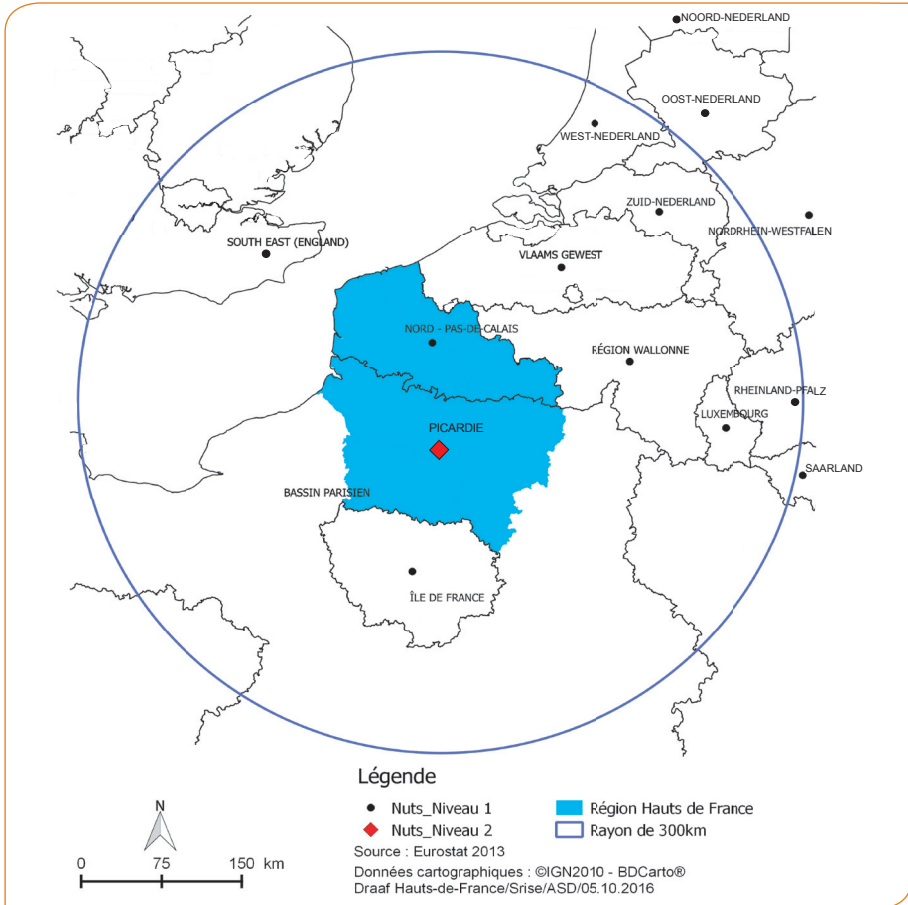 NOORD-NEDERLAND
OOST-NEDERLAND
WEST-NEDERLAND
ZUID-NEDERLAND
NORDRHEIN-WESTFALEN
SOUTH EAST (ENGLAND)
VLAAMS GEWEST
NORD - PAS-DE-CALAIS
RÉGION WALLONNE
RHEINLAND-PFALZ
LUXEMBOURG
PICARDIE
SAARLAND
BASSIN PARISIEN
ÎLE DE FRANCE
Légende
Nuts_Niveau 1
Région Hauts de France
Nuts_Niveau 2
Rayon de 300km
Source : Eurostat 2013
Données cartographiques : ©IGN2010 - BDCarto®
Draaf Hauts-de-France/Srise/ASD/05.10.2016
N
0 75 150 km